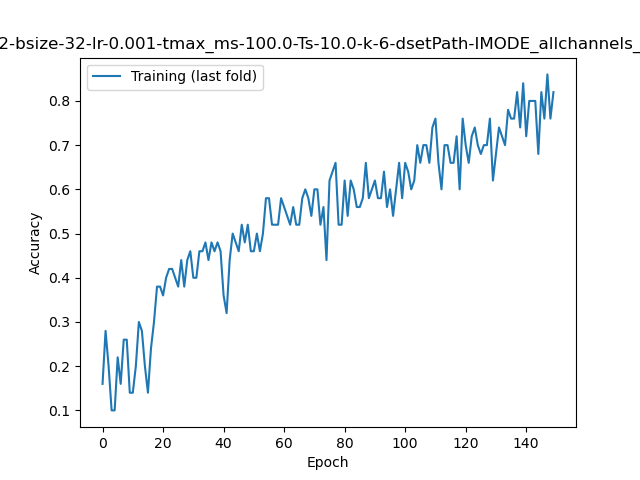 2-bsize-32-lr-0.001-tmax_ms-100.0-Ts-10.0-k-6-dsetPath-IMODE_allchannels_
Training (last fold)
Accuracy
0.8
0.7
0.6
0.5
0.4
0.3
0.2
0.1
0 20 40 60 80 100 120 140
Epoch